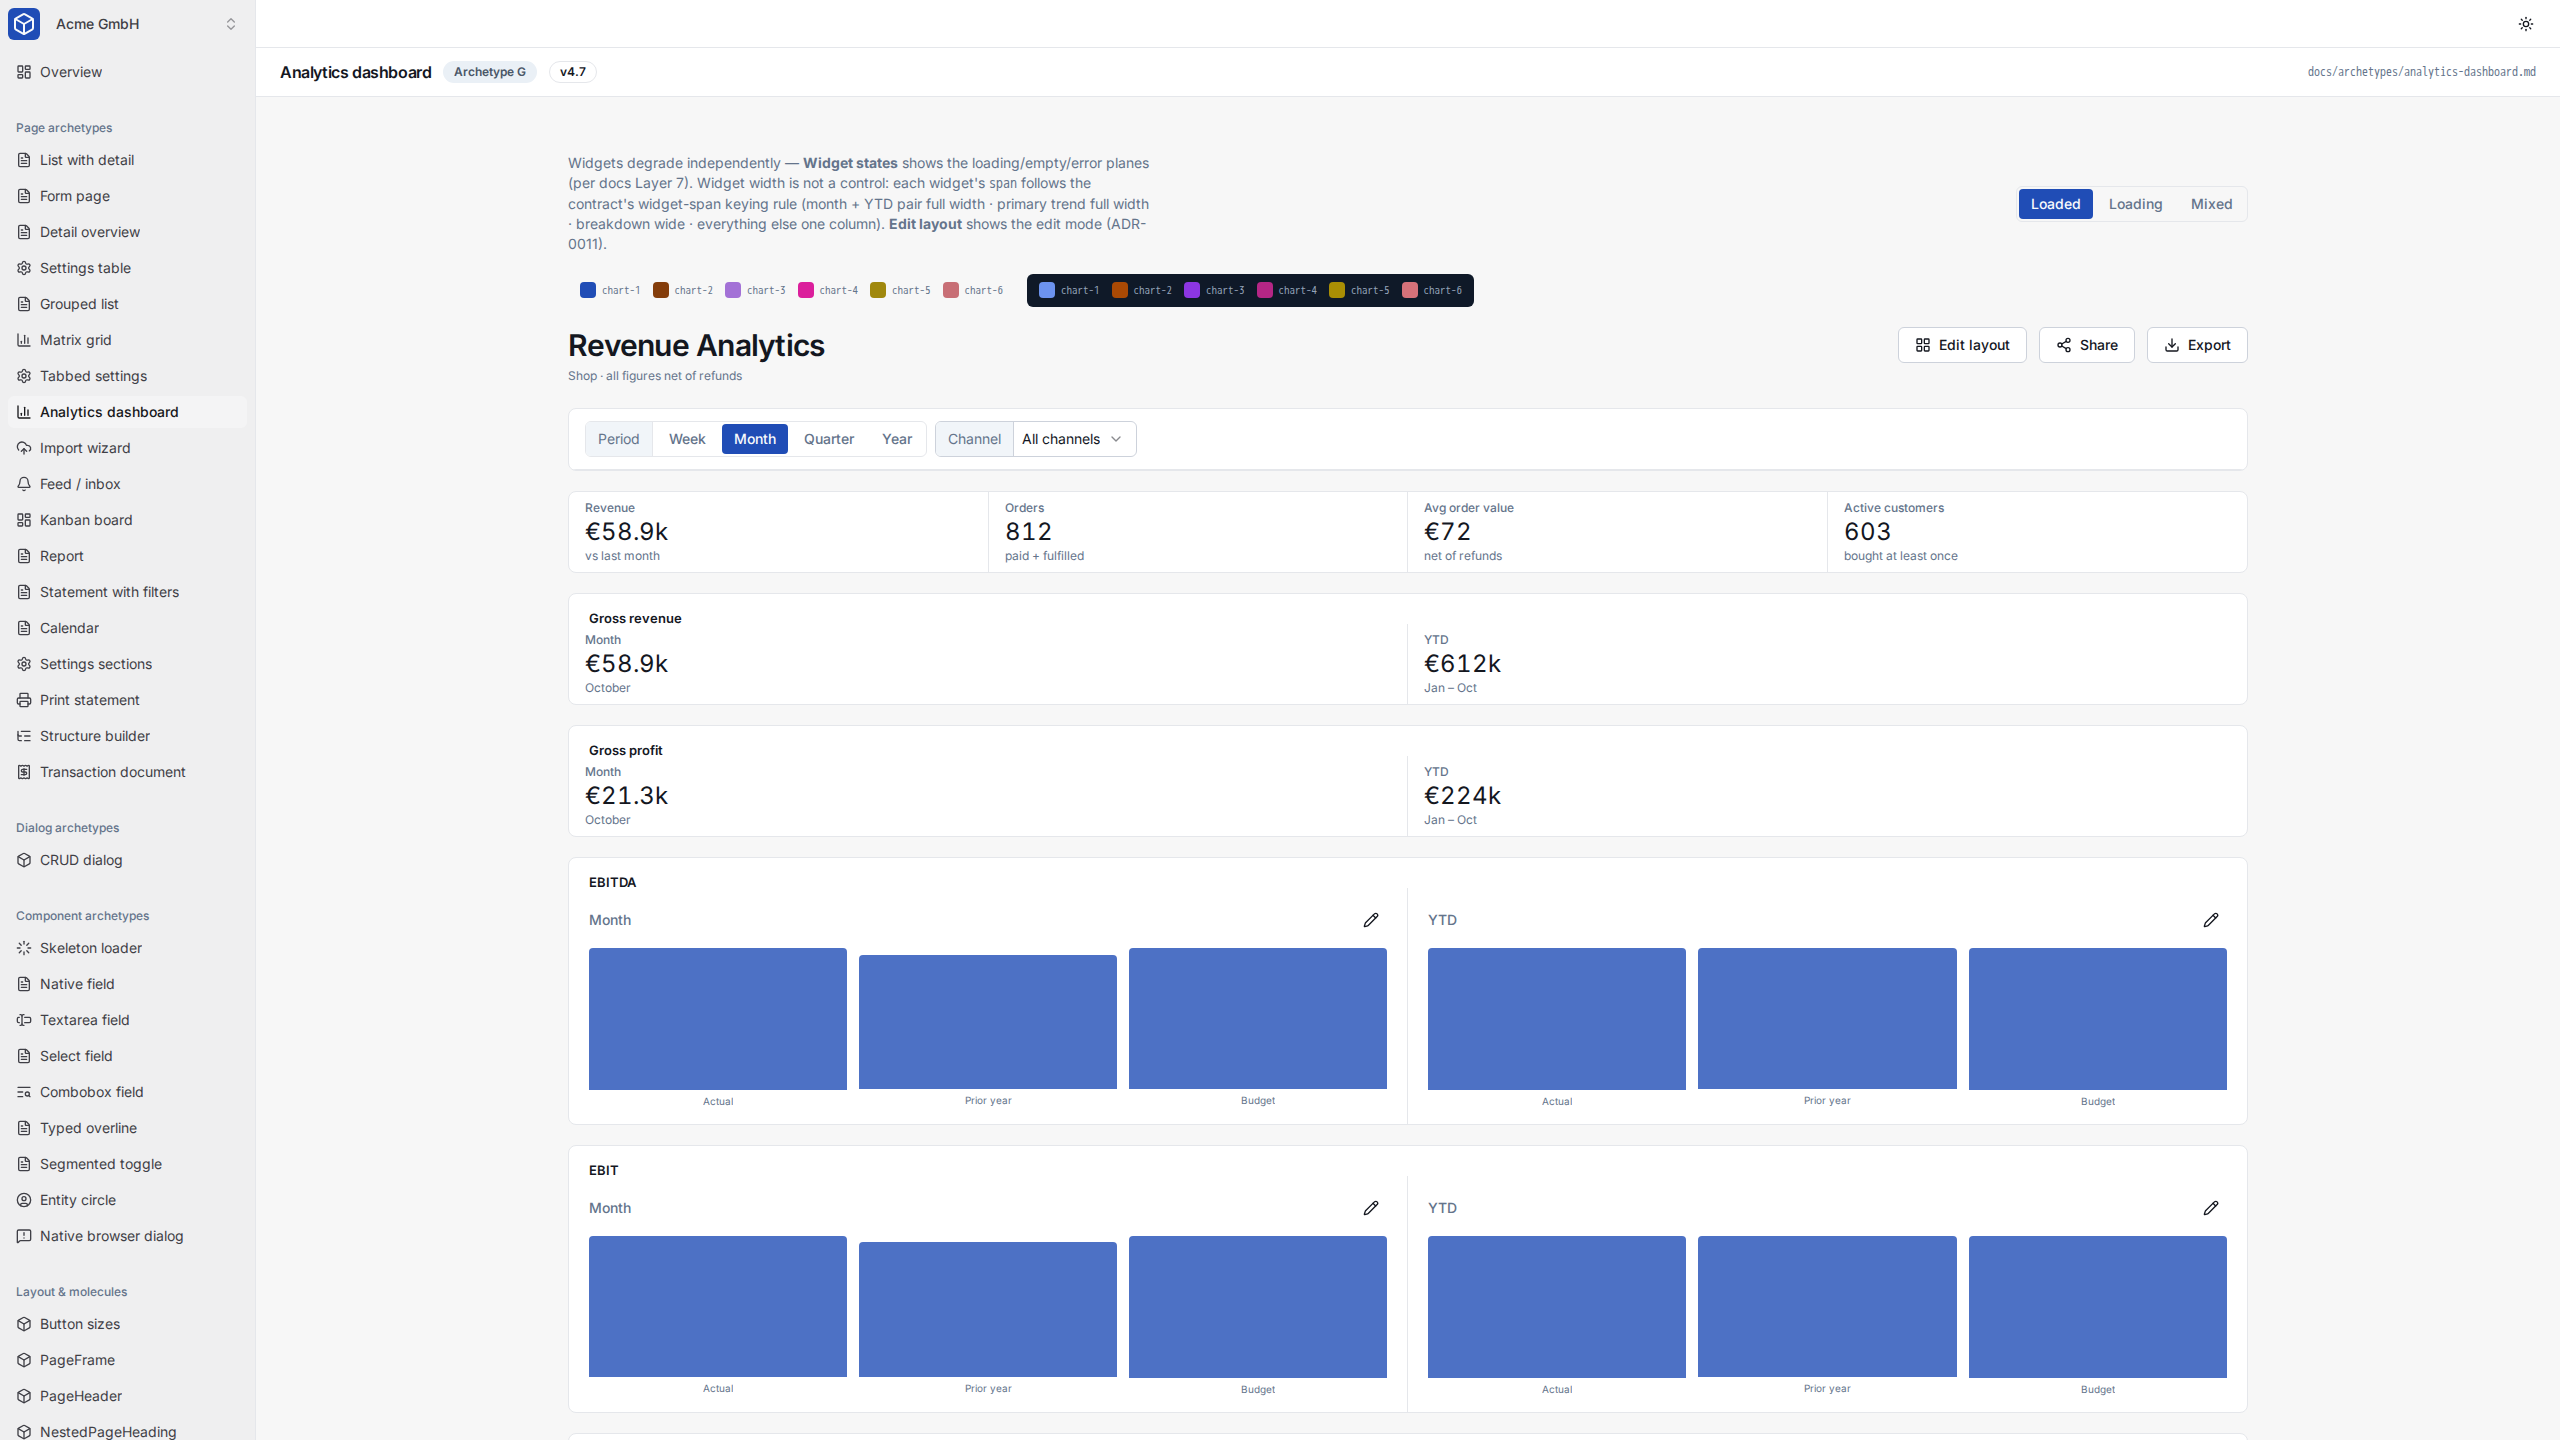 Acme GmbH
Overview
Page archetypes
List with detail
Form page
Detail overview
Settings table
Grouped list
Matrix grid
Tabbed settings
Analytics dashboard
Import wizard
Feed / inbox
Kanban board
Report
Statement with filters
Calendar
Settings sections
Print statement
Structure builder
Transaction document
Dialog archetypes
CRUD dialog
Component archetypes
Skeleton loader
Native field
Textarea field
Select field
Combobox field
Typed overline
Segmented toggle
Entity circle
Native browser dialog
Layout & molecules
Button sizes
PageFrame
PageHeader
NestedPageHeading
Analytics dashboard Archetype G v4.7 docs/archetypes/analytics-dashboard.md
Widgets degrade independently — Widget states shows the loading/empty/error planes
(per docs Layer 7). Widget width is not a control: each widget's span follows the
contract's widget-span keying rule (month + YTD pair full width · primary trend full width
· breakdown wide · everything else one column). Edit layout shows the edit mode (ADR-
0011).
Loaded Loading Mixed
chart-1 chart-2 chart-3 chart-4 chart-5 chart-6 chart-1 chart-2 chart-3 chart-4 chart-5 chart-6
Revenue Analytics
Edit layout Share Export
Shop · all figures net of refunds
Period Week Month Quarter Year Channel All channels
Revenue Orders Avg order value Active customers
€58.9k 812 €72 603
vs last month paid + fulfilled net of refunds bought at least once
Gross revenue
Month YTD
€58.9k €612k
October Jan – Oct
Gross profit
Month YTD
€21.3k €224k
October Jan – Oct
EBITDA
Month YTD
Actual Prior year Budget Actual Prior year Budget
EBIT
Month YTD
Actual Prior year Budget Actual Prior year Budget